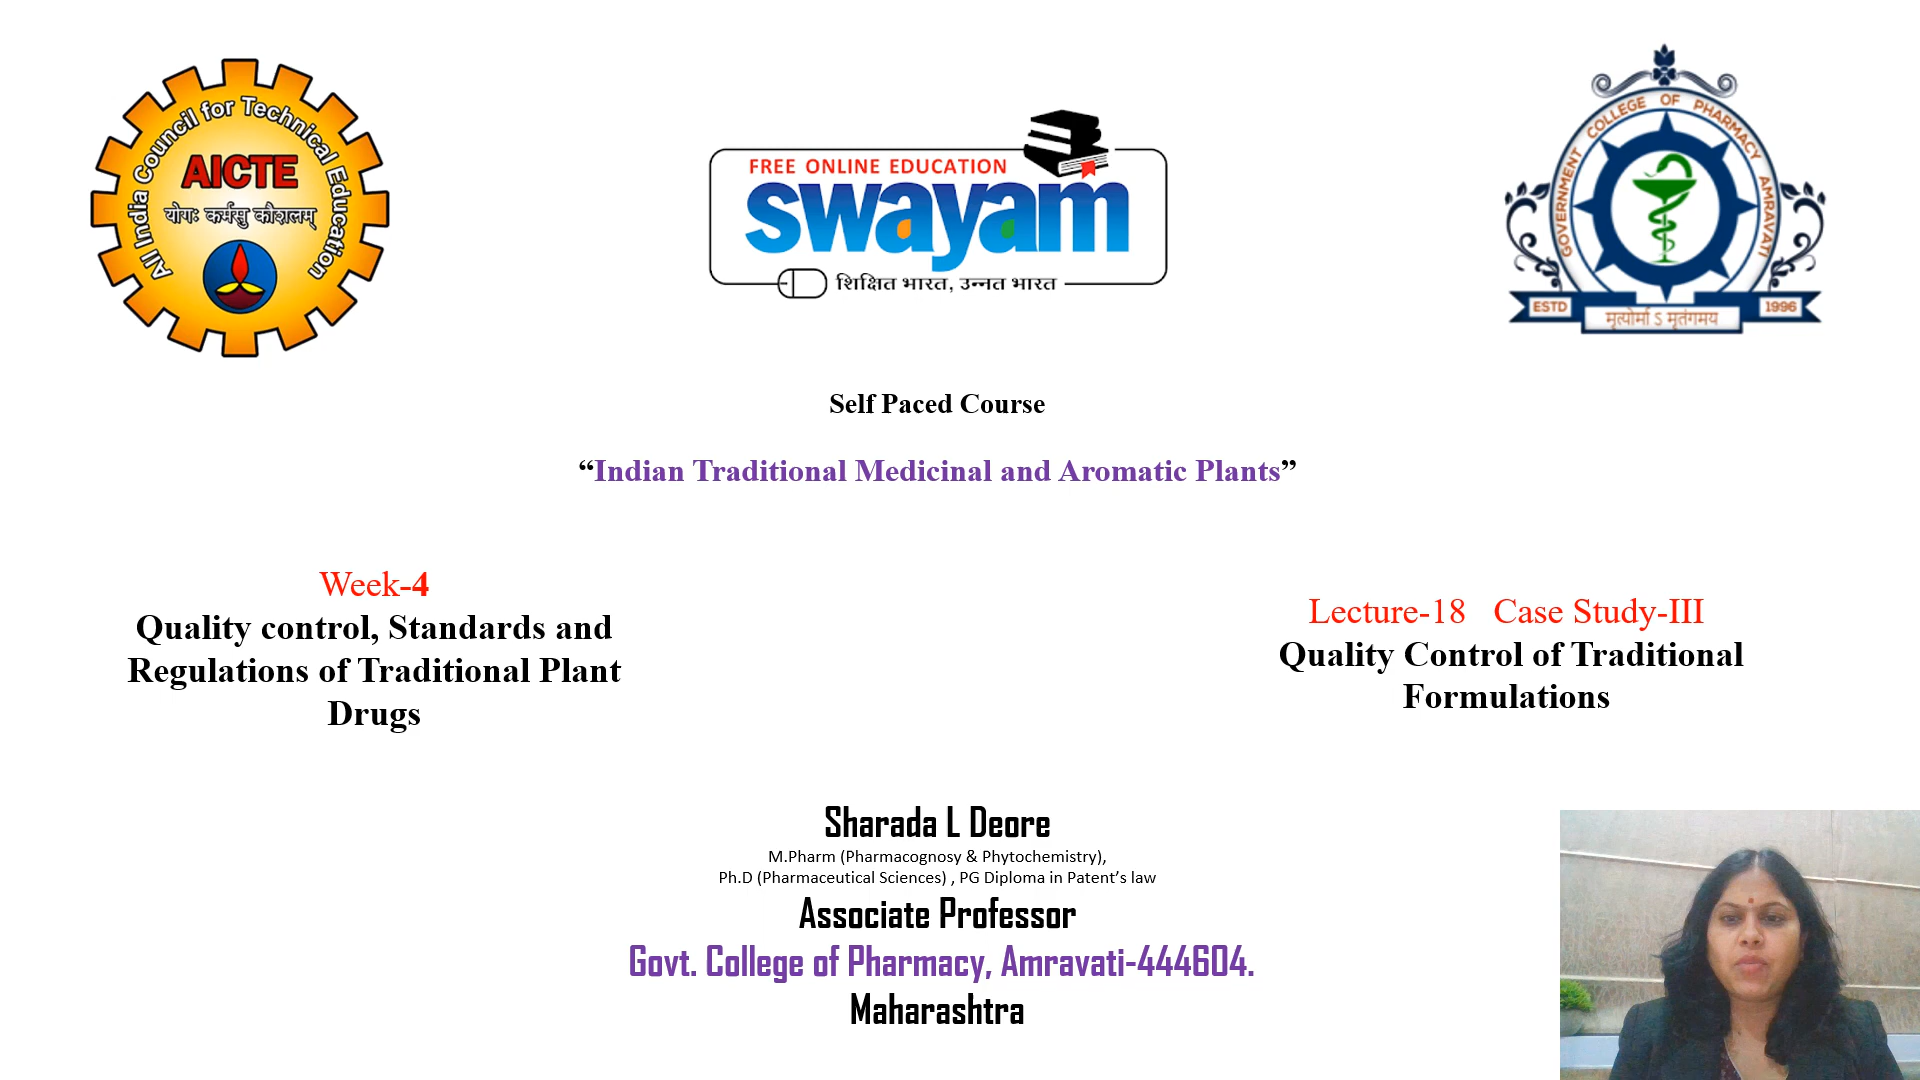 All India Council for Technical Education
AICTE
योगः कर्मसु कौशलम्
FREE ONLINE EDUCATION
swayam
शिक्षित भारत, उन्नत भारत
GOVERNMENT COLLEGE OF PHARMACY AMRAVATI
ESTD
1996
मृत्योर्मा ऽ मृतंगमय
Self Paced Course
“Indian Traditional Medicinal and Aromatic Plants”
Week-4
Quality control, Standards and
Regulations of Traditional Plant
Drugs
Lecture-18 Case Study-III
Quality Control of Traditional
Formulations
Sharada L Deore
M.Pharm (Pharmacognosy & Phytochemistry),
Ph.D (Pharmaceutical Sciences) , PG Diploma in Patent’s law
Associate Professor
Govt. College of Pharmacy, Amravati-444604.
Maharashtra